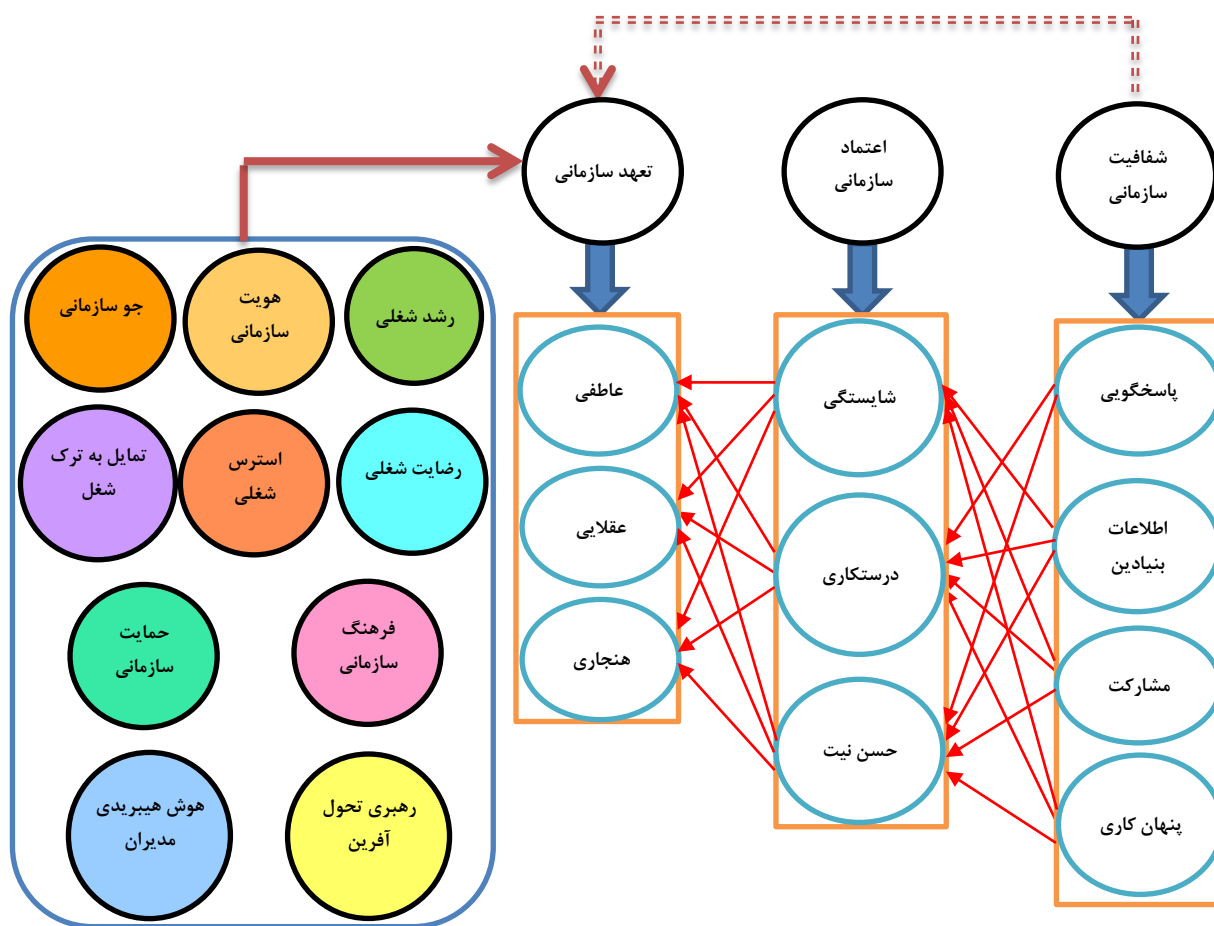 شفافیت
سازمانی
اعتماد
سازمانی
تعهد سازمانی
پاسخگویی
اطلاعات
بنیادین
مشارکت
پنهان کاری
شایستگی
درستکاری
حسن نیت
عاطفی
عقلایی
هنجاری
رشد شغلی
هویت
سازمانی
جو سازمانی
رضایت شغلی
استرس
شغلی
تمایل به ترک
شغل
فرهنگ
سازمانی
حمایت
سازمانی
رهبری تحول
آفرین
هوش هیبریدی
مدیران